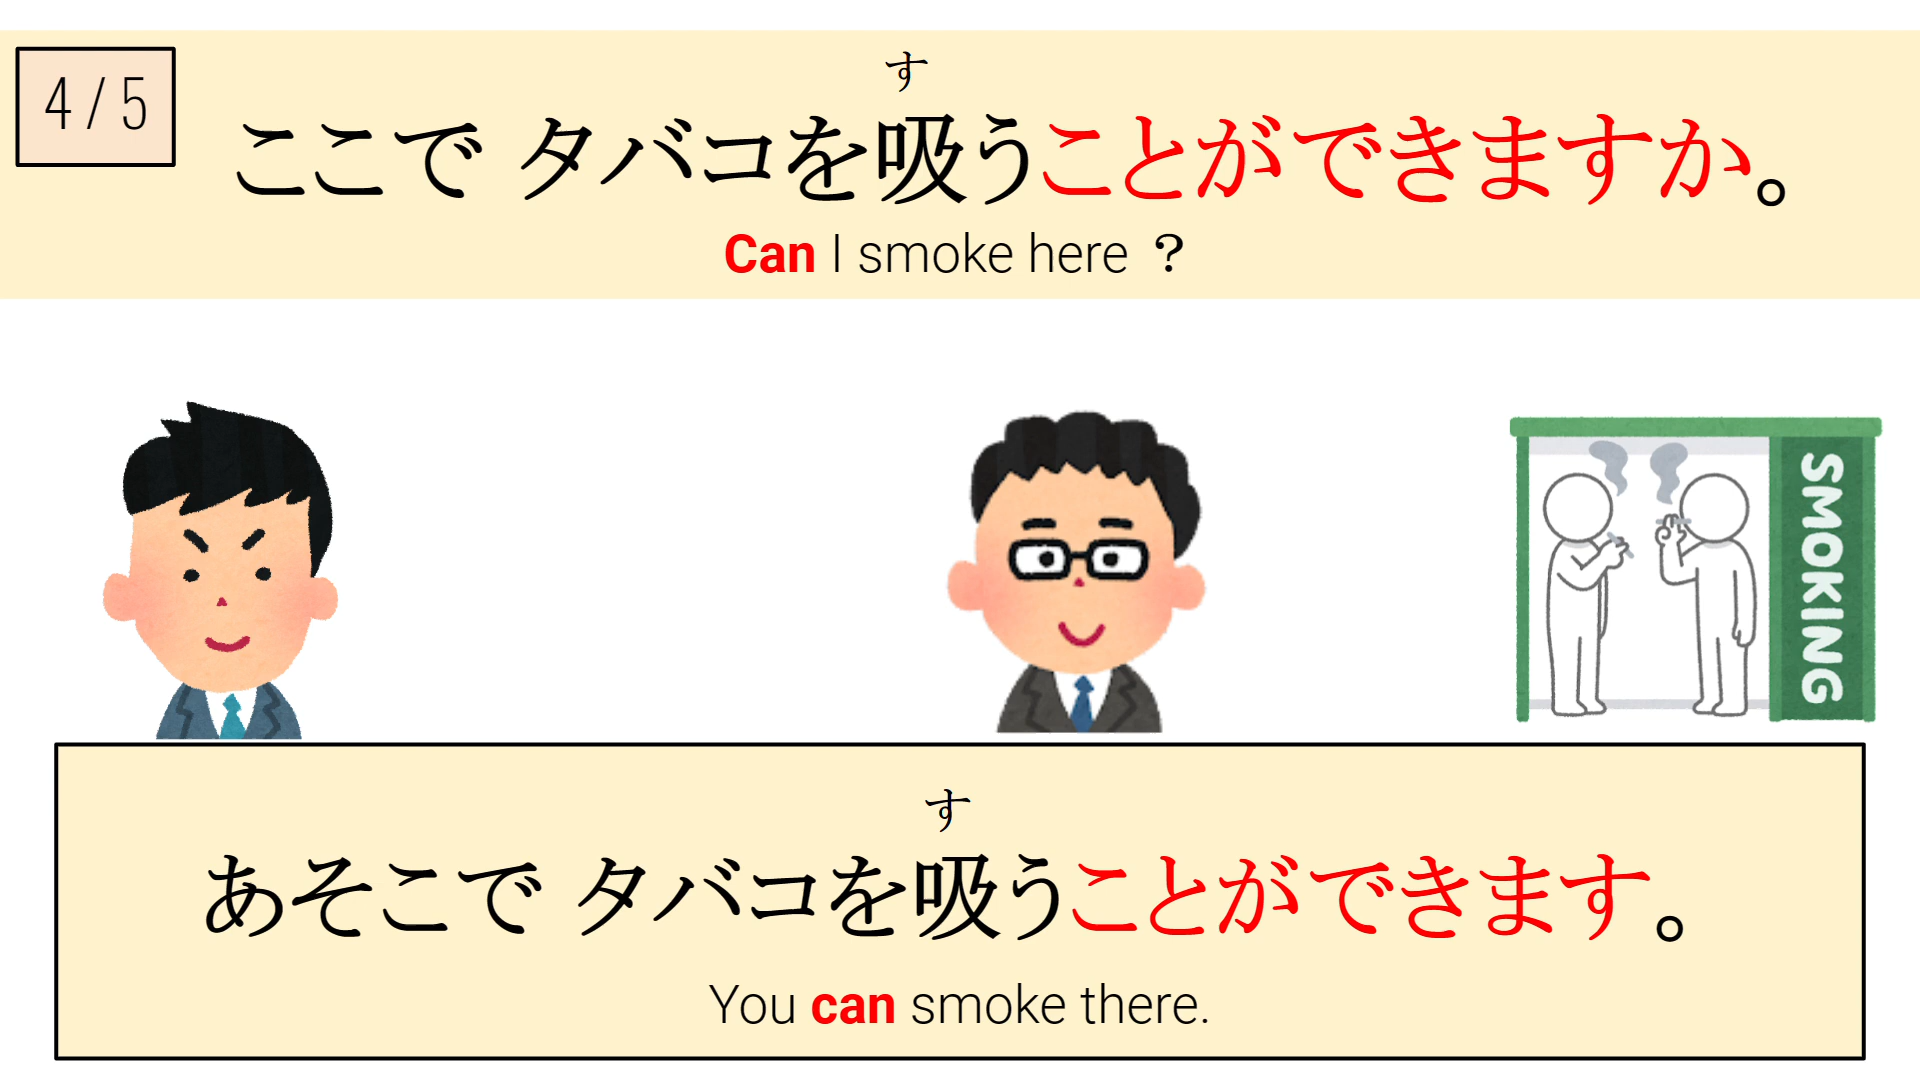 4 / 5
す
ここで タバコを吸うことができますか。
Can I smoke here ？
SMOKING
す
あそこで タバコを吸うことができます。
You can smoke there.